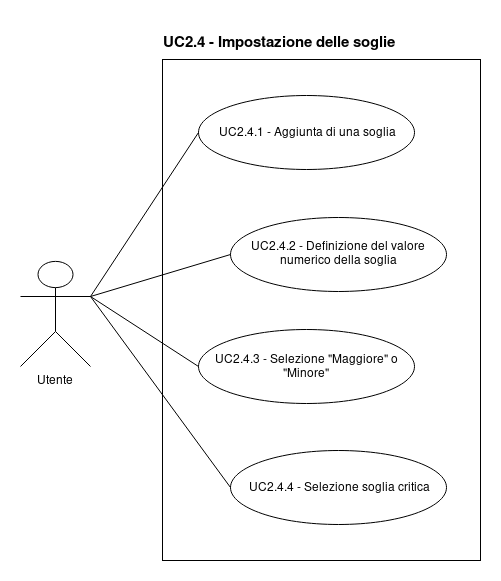 UC2.4 - Impostazione delle soglie
UC2.4.1 - Aggiunta di una soglia
UC2.4.2 - Definizione del valore
numerico della soglia
UC2.4.3 - Selezione "Maggiore" o
"Minore"
Utente
UC2.4.4 - Selezione soglia critica